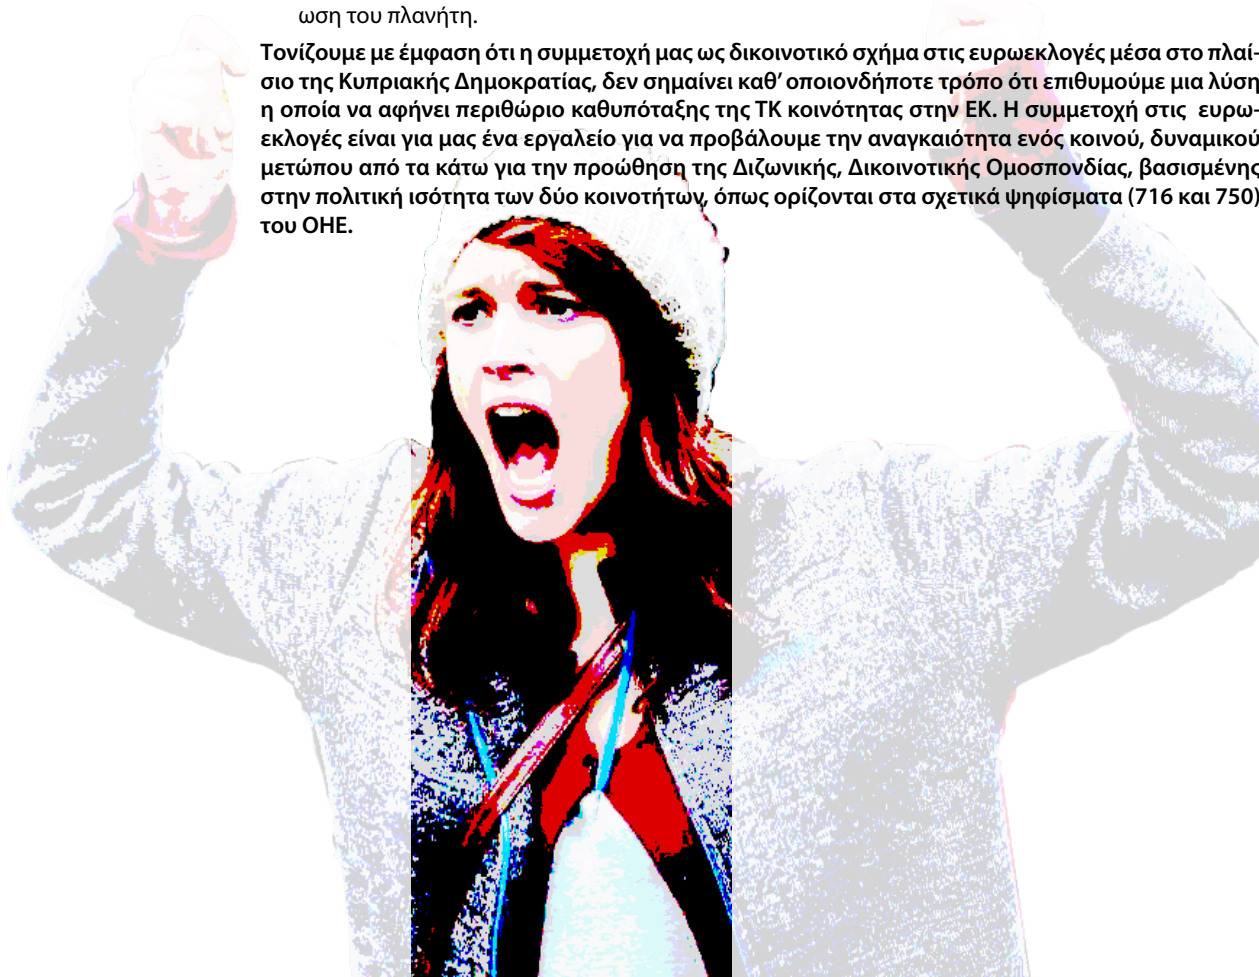 ωση του πλανήτη.
Τονίζουμε με έμφαση ότι η συμμετοχή μας ως δικοινοτικό σχήμα στις ευρωεκλογές μέσα στο πλαί-
σιο της Κυπριακής Δημοκρατίας, δεν σημαίνει καθ’ οποιονδήποτε τρόπο ότι επιθυμούμε μια λύση
η οποία να αφήνει περιθώριο καθυπόταξης της ΤΚ κοινότητας στην ΕΚ. Η συμμετοχή στις ευρω-
εκλογές είναι για μας ένα εργαλείο για να προβάλουμε την αναγκαιότητα ενός κοινού, δυναμικού
μετώπου από τα κάτω για την προώθηση της Διζωνικής, Δικοινοτικής Ομοσπονδίας, βασισμένης
στην πολιτική ισότητα των δύο κοινοτήτων, όπως ορίζονται στα σχετικά ψηφίσματα (716 και 750)
του ΟΗΕ.